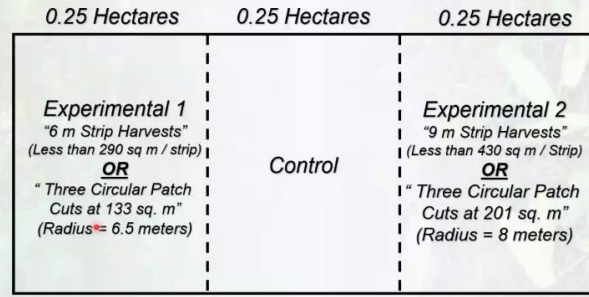 0.25 Hectares
0.25 Hectares
0.25 Hectares
Experimental 1
“6 m Strip Harvests”
(Less than 290 sq m / strip)
OR
“ Three Circular Patch
Cuts at 133 sq. m”
(Radius = 6.5 meters)
Control
Experimental 2
“9 m Strip Harvests”
(Less than 430 sq m / Strip)
OR
“ Three Circular Patch
Cuts at 201 sq. m”
(Radius = 8 meters)